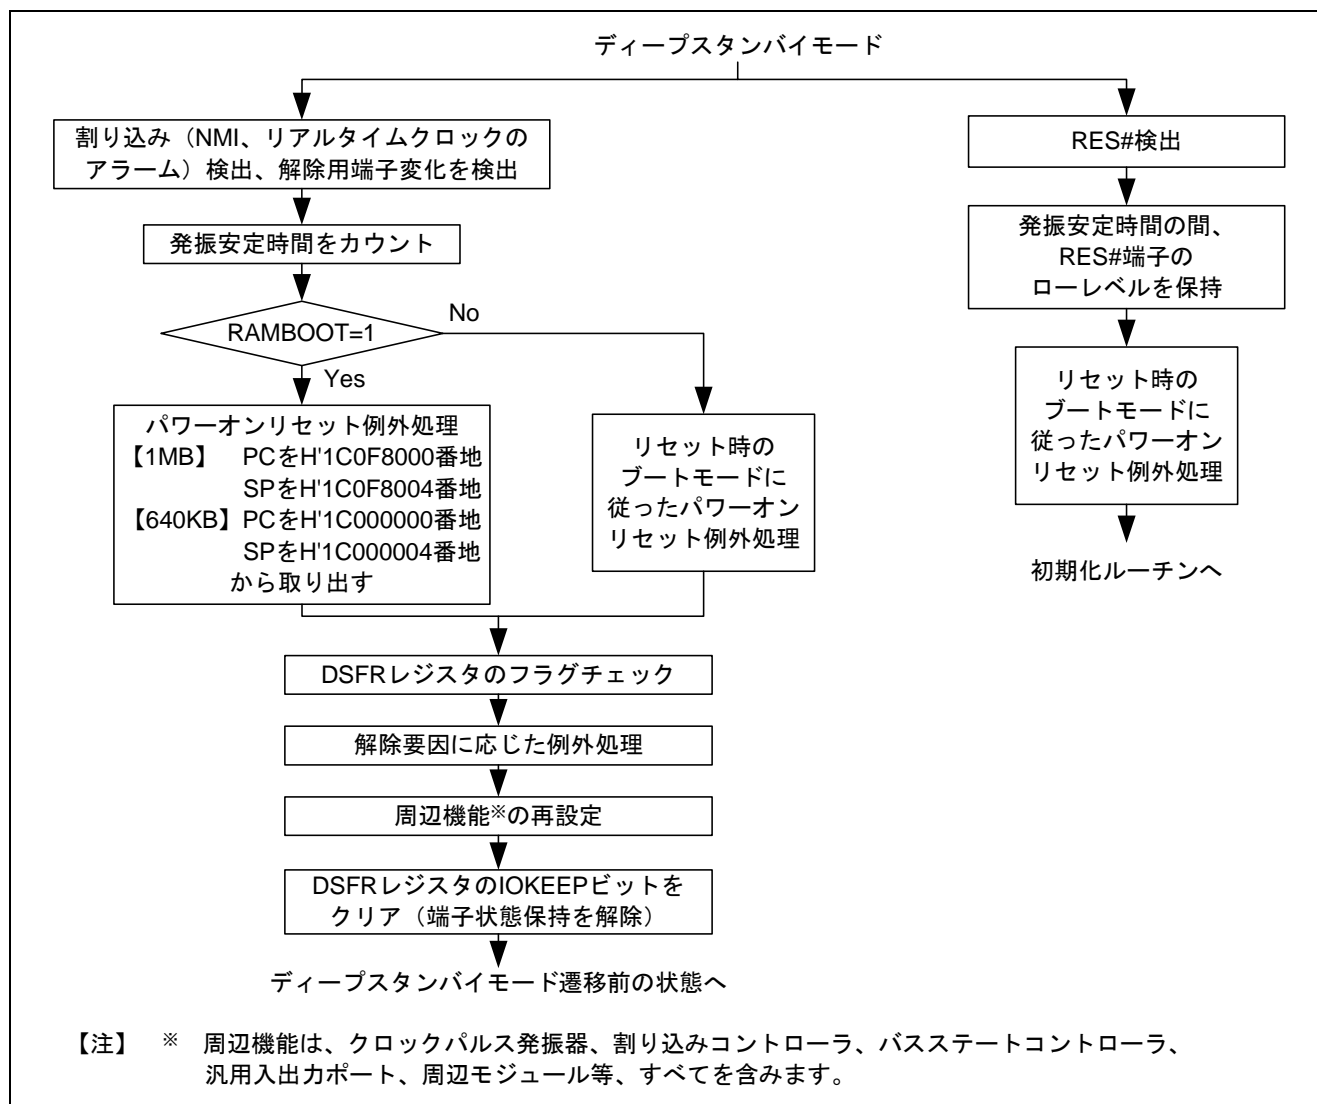 ディープスタンバイモード
割り込み（NMI、リアルタイムクロックの
アラーム）検出、解除用端子変化を検出
発振安定時間をカウント
RAMBOOT=1
No
Yes
パワーオンリセット例外処理
【1MB】 PCをH'1C0F8000番地
SPをH'1C0F8004番地
【640KB】PCをH'1C000000番地
SPをH'1C000004番地
から取り出す
リセット時の
ブートモードに
従ったパワーオン
リセット例外処理
DSFRレジスタのフラグチェック
解除要因に応じた例外処理
周辺機能※の再設定
DSFRレジスタのIOKEEPビットを
クリア（端子状態保持を解除）
ディープスタンバイモード遷移前の状態へ
RES#検出
発振安定時間の間、
RES#端子の
ローレベルを保持
リセット時の
ブートモードに
従ったパワーオン
リセット例外処理
初期化ルーチンへ
【注】 ※ 周辺機能は、クロックパルス発振器、割り込みコントローラ、バスステートコントローラ、
汎用入出力ポート、周辺モジュール等、すべてを含みます。